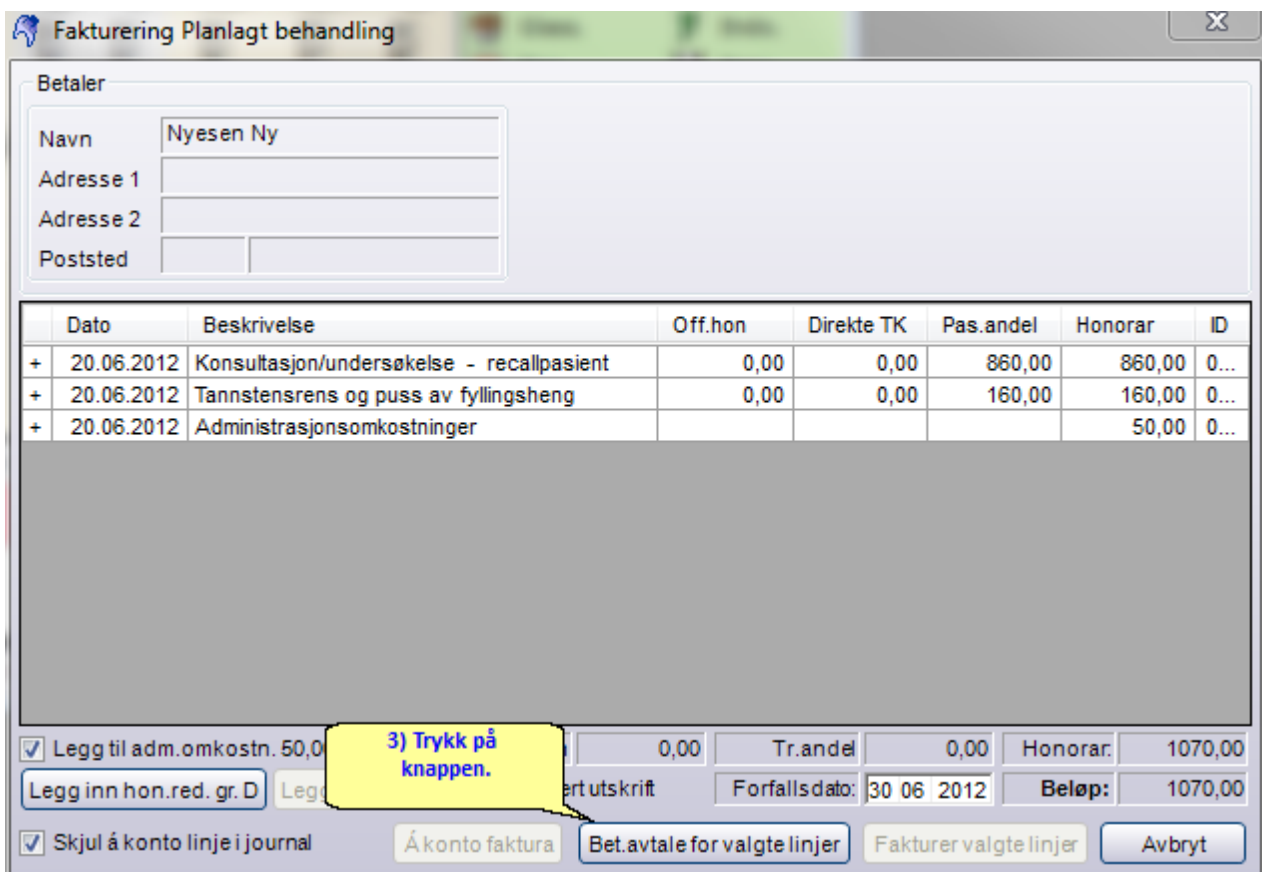 Fakturering Planlagt behandling
Betaler
Navn Nyesen Ny
Adresse 1
Adresse 2
Poststed
Dato Beskrivelse Off.hon Direkte TK Pas.andel Honorar ID
+ 20.06.2012 Konsultasjon/undersøkelse - recallpasient 0,00 0,00 860,00 860,00 0...
+ 20.06.2012 Tannstensrens og puss av fyllingsheng 0,00 0,00 160,00 160,00 0...
+ 20.06.2012 Administrasjonsomkostninger 50,00 0...
3) Trykk på
knappen.
Legg til adm.omkostn. 50,0 0,00 Tr.andel 0,00 Honorar: 1070,00
Legg inn hon.red. gr. D Legg ert utskrift Forfallsdato: 30 06 2012 Beløp: 1070,00
Skjul á konto linje i journal Á konto faktura Bet.avtale for valgte linjer Fakturer valgte linjer Avbryt